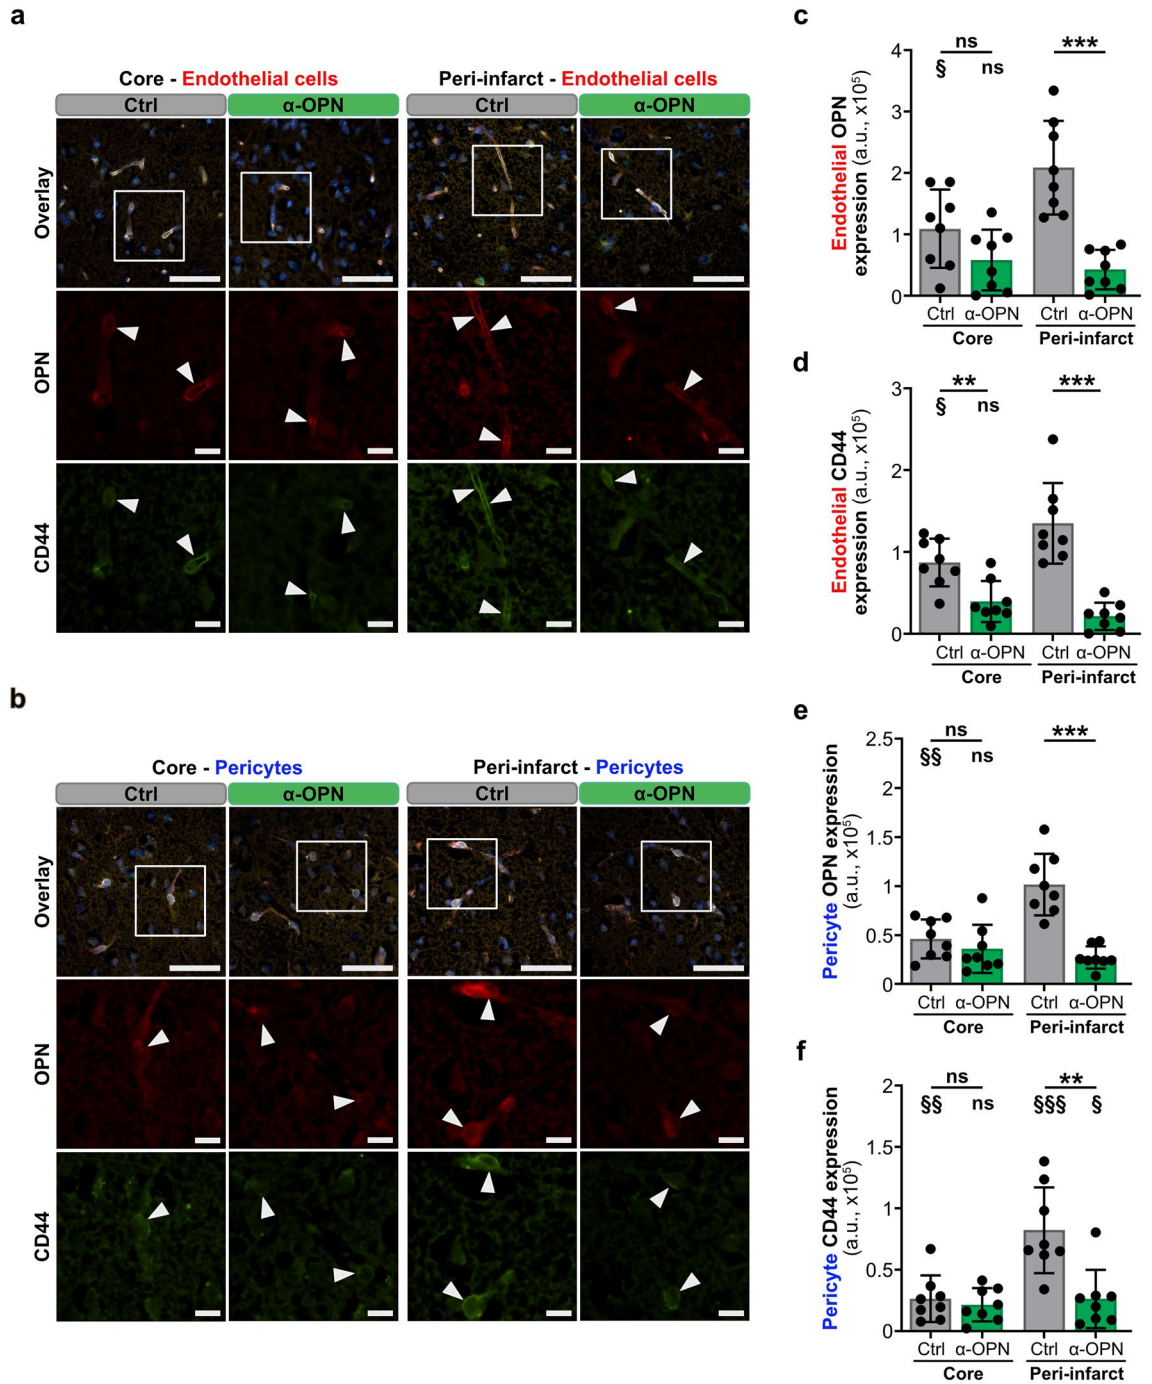 a
Core - Endothelial cells
Peri-infarct - Endothelial cells
Ctrl
α-OPN
Ctrl
α-OPN
Overlay
OPN
CD44
b
Core - Pericytes
Peri-infarct - Pericytes
Ctrl
α-OPN
Ctrl
α-OPN
Overlay
OPN
CD44
c
Endothelial OPN
expression (a.u., x10⁵)
4
3
2
1
0
ns
***
§
ns
Ctrl α-OPN Ctrl α-OPN
Core Peri-infarct
d
Endothelial CD44
expression (a.u., x10⁵)
3
2
1
0
**
***
§
ns
Ctrl α-OPN Ctrl α-OPN
Core Peri-infarct
e
Pericyte OPN expression
(a.u., x10⁵)
2.5
2
1.5
1
0.5
0
ns
***
§§
ns
Ctrl α-OPN Ctrl α-OPN
Core Peri-infarct
f
Pericyte CD44 expression
(a.u., x10⁵)
2
1.5
1
0.5
0
ns
**
§§
ns
§§§
§
Ctrl α-OPN Ctrl α-OPN
Core Peri-infarct